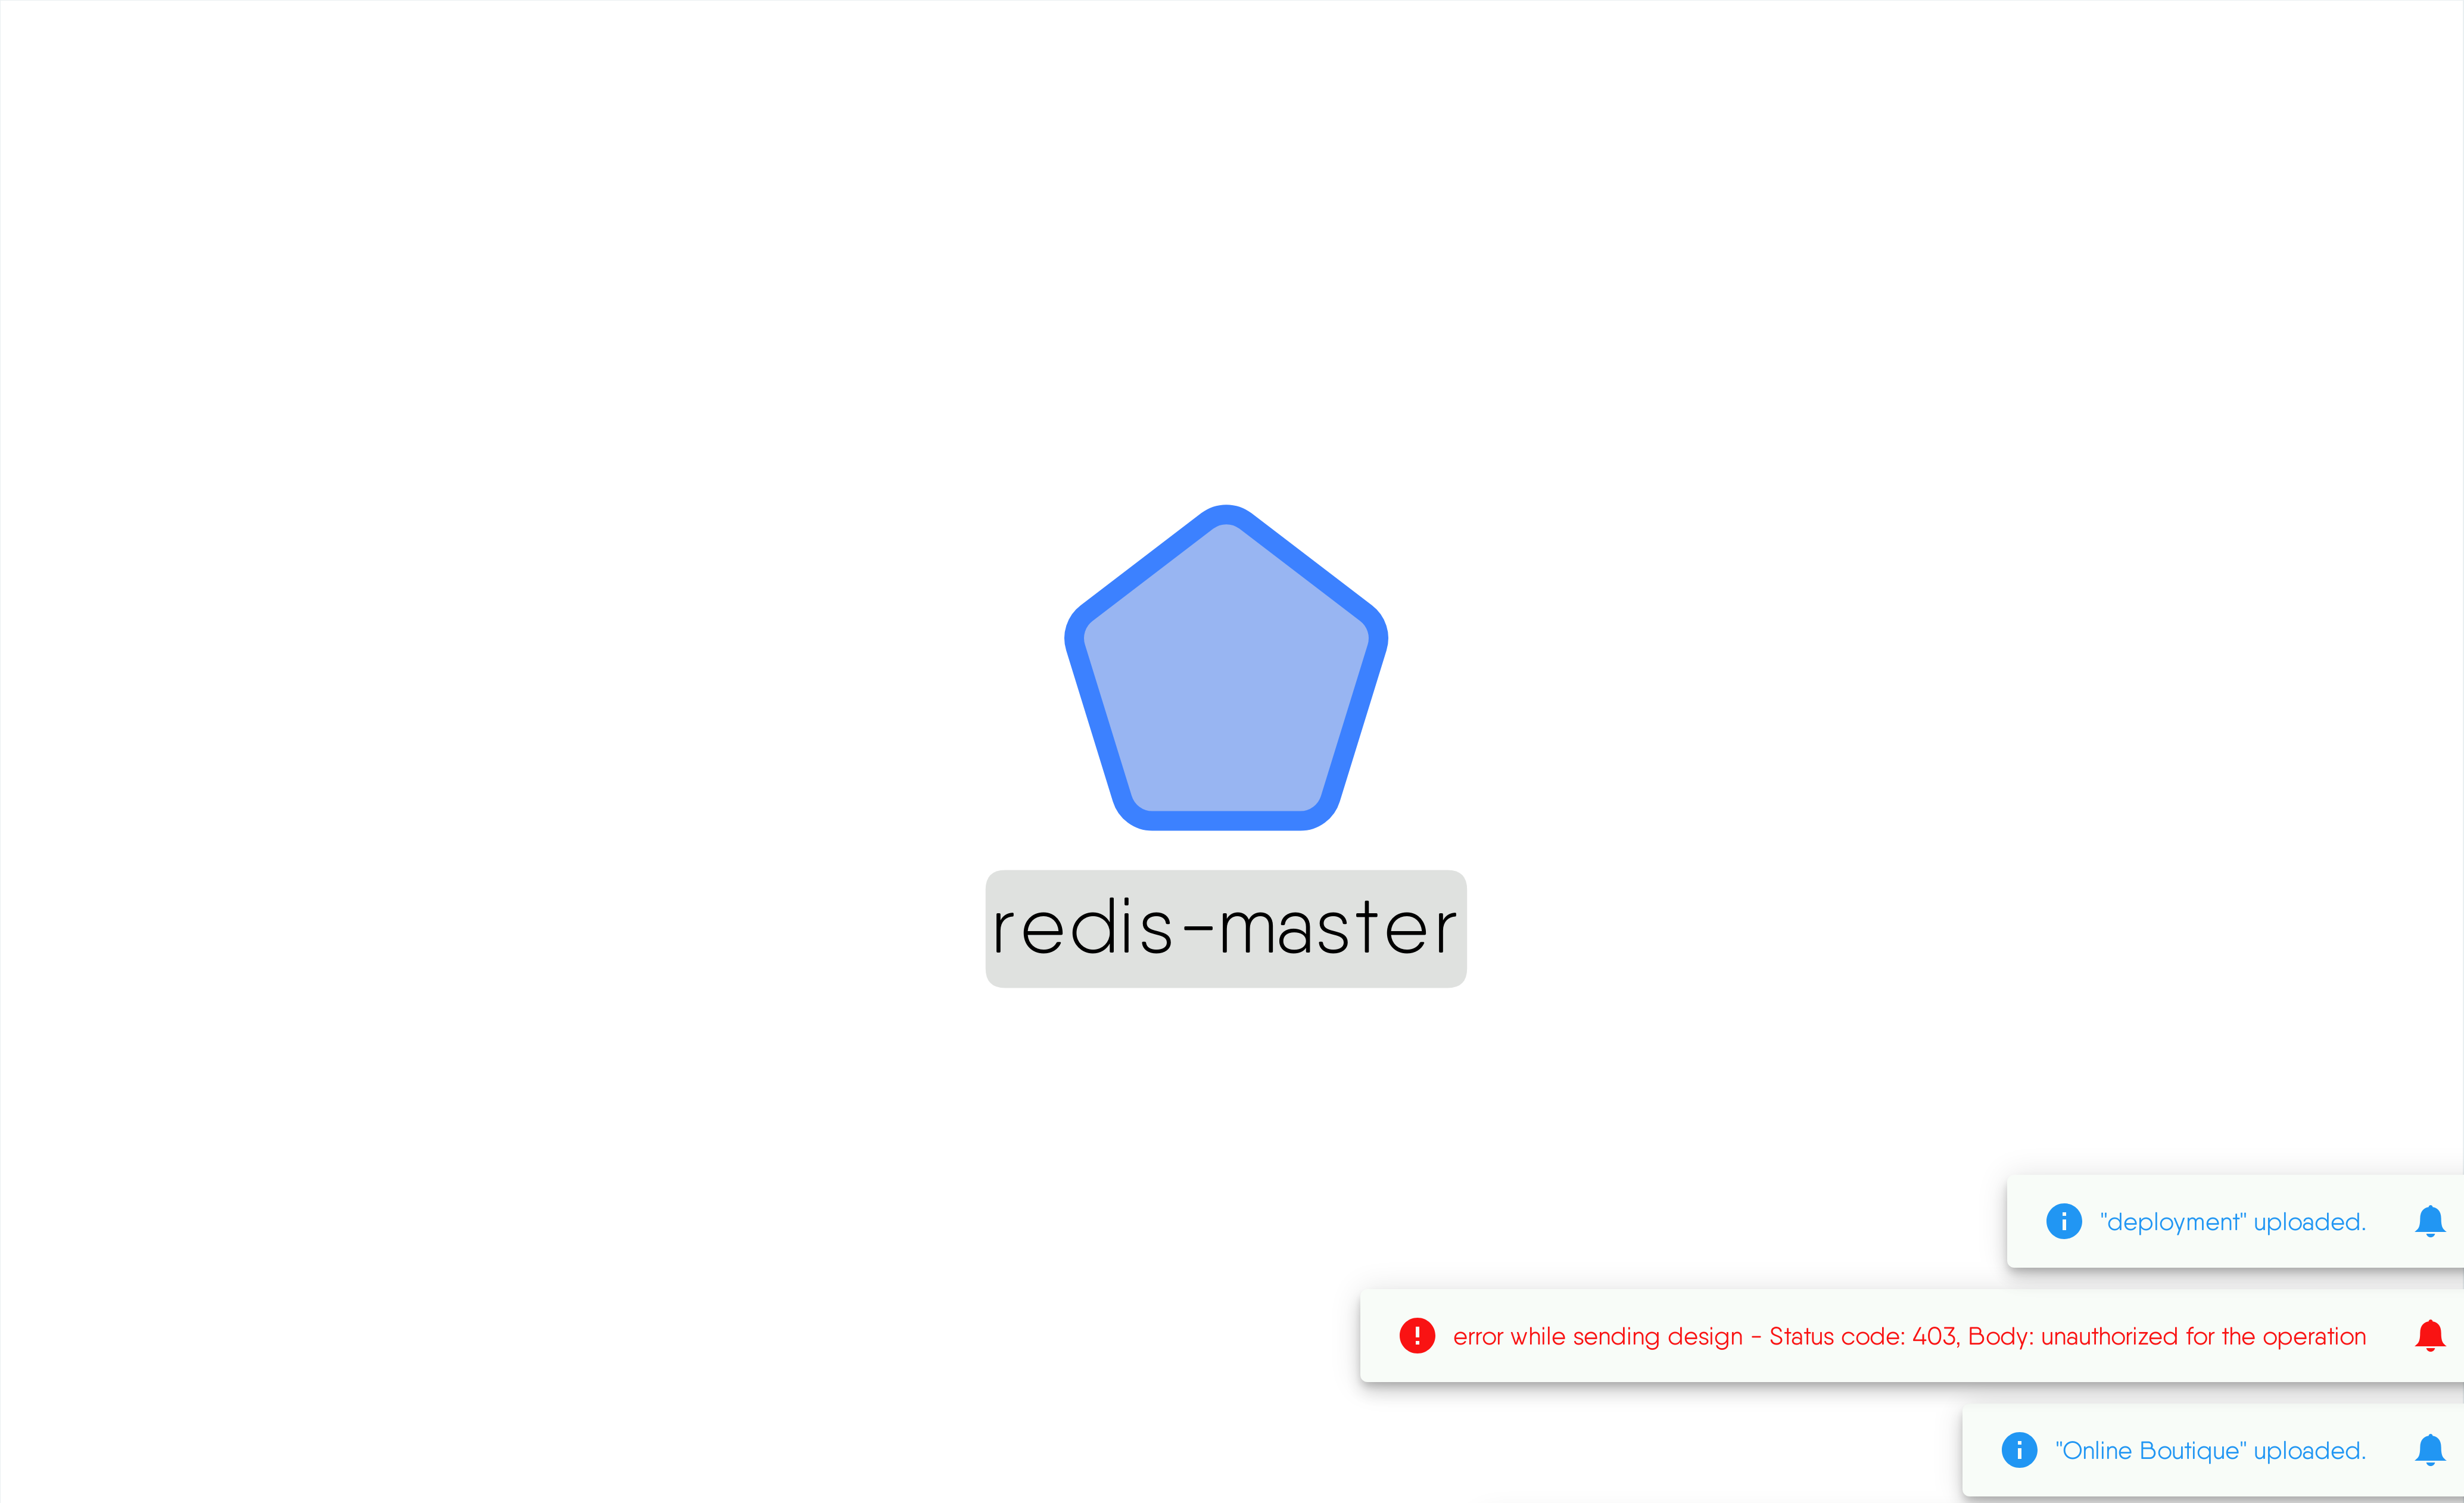 redis-master
"deployment" uploaded.
error while sending design - Status code: 403, Body: unauthorized for the operation
"Online Boutique" uploaded.